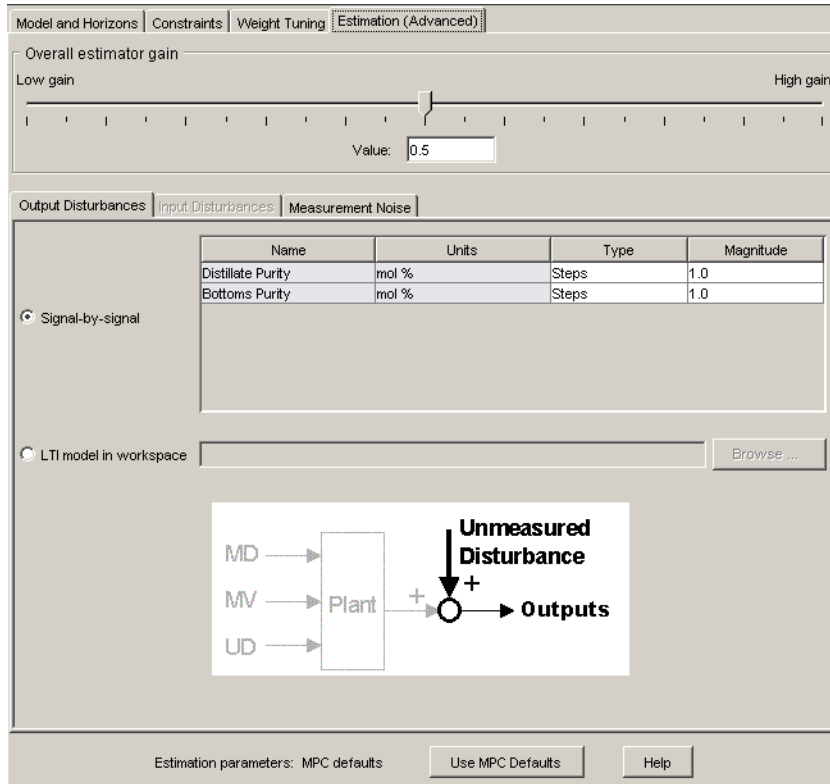 Model and Horizons Constraints Weight Tuning Estimation (Advanced)
Overall estimator gain
Low gain High gain
Value: 0.5
Output Disturbances Input Disturbances Measurement Noise
Name Units Type Magnitude
Distillate Purity mol % Steps 1.0
Bottoms Purity mol % Steps 1.0
Signal-by-signal
LTI model in workspace Browse ...
Unmeasured
Disturbance
MD
+
MV Plant + Outputs
UD
Estimation parameters: MPC defaults Use MPC Defaults Help